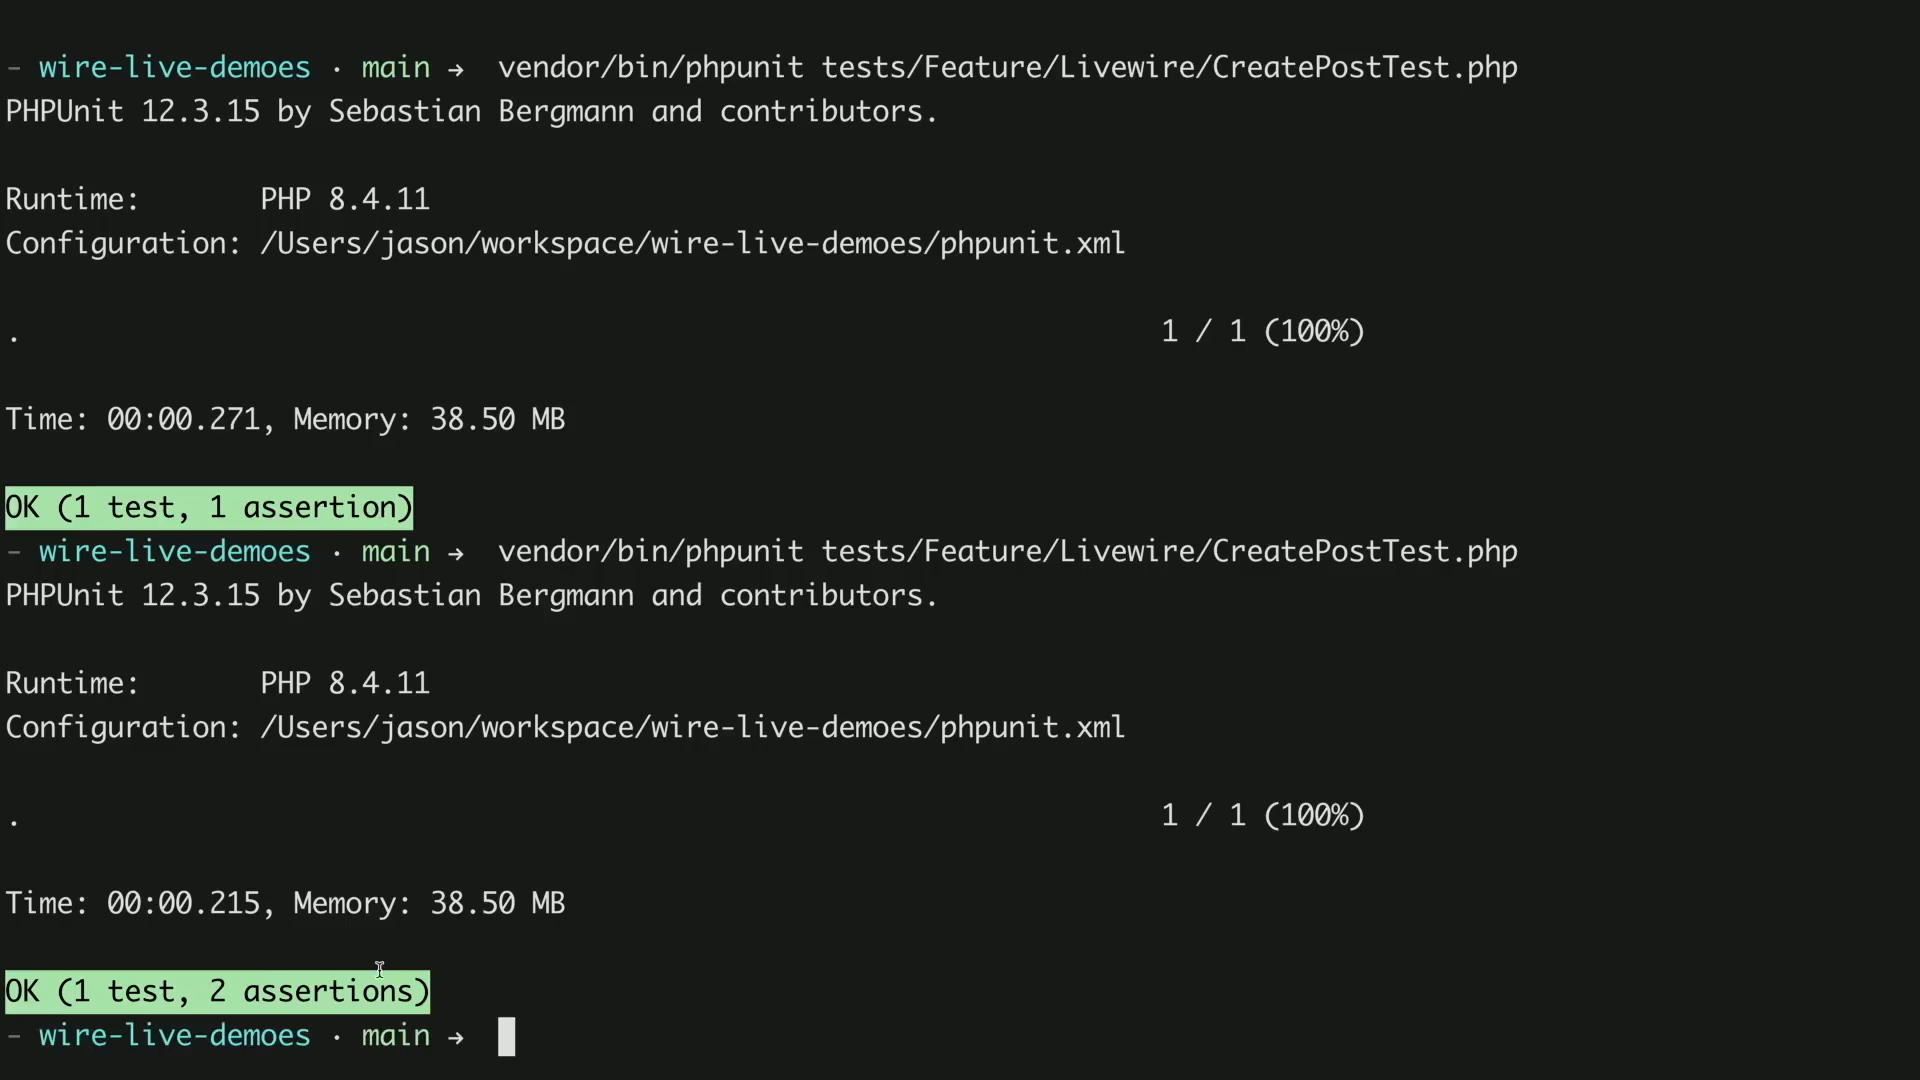 – wire-live-demoes · main → vendor/bin/phpunit tests/Feature/Livewire/CreatePostTest.php
PHPUnit 12.3.15 by Sebastian Bergmann and contributors.
Runtime:       PHP 8.4.11
Configuration: /Users/jason/workspace/wire-live-demoes/phpunit.xml
.                                                                   1 / 1 (100%)
Time: 00:00.271, Memory: 38.50 MB
OK (1 test, 1 assertion)
– wire-live-demoes · main → vendor/bin/phpunit tests/Feature/Livewire/CreatePostTest.php
PHPUnit 12.3.15 by Sebastian Bergmann and contributors.
Runtime:       PHP 8.4.11
Configuration: /Users/jason/workspace/wire-live-demoes/phpunit.xml
.                                                                   1 / 1 (100%)
Time: 00:00.215, Memory: 38.50 MB
OK (1 test, 2 assertions)
– wire-live-demoes · main →